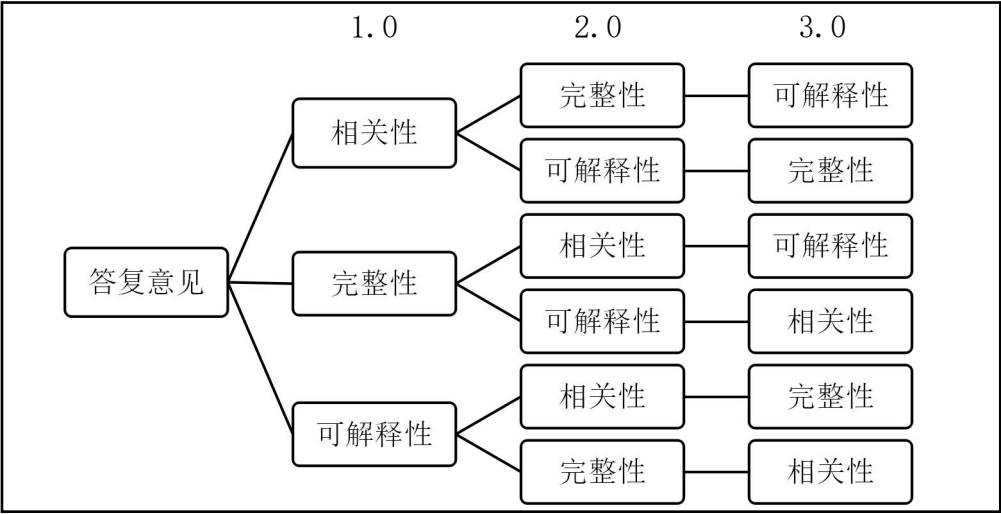 1.0 2.0 3.0
完整性 可解释性
相关性
可解释性 完整性
相关性 可解释性
答复意见 完整性
可解释性 相关性
相关性 完整性
可解释性
完整性 相关性